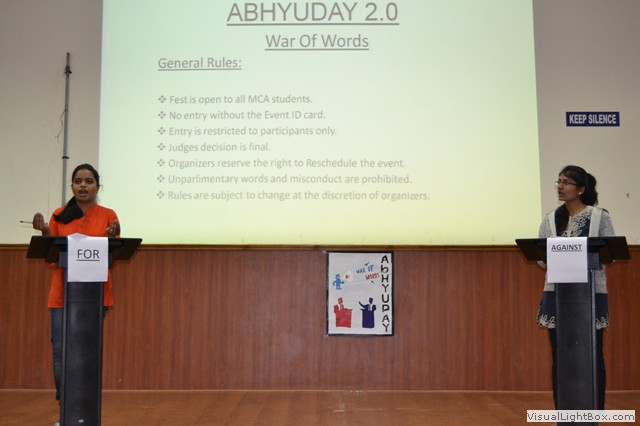 ABHYUDAY 2.0
War Of Words
General Rules:
❖ Fest is open to all MCA students.
❖ No entry without the Event ID card.
❖ Entry is restricted to participants only.
❖ Judges decision is final.
❖ Organizers reserve the right to Reschedule the event.
❖ Unparlimentary words and misconduct are prohibited.
❖ Rules are subject to change at the discretion of organizers.
KEEP SILENCE
FOR
AGAINST
WAR OF
WORDS
AbHYUDAY
VisualLightBox.com